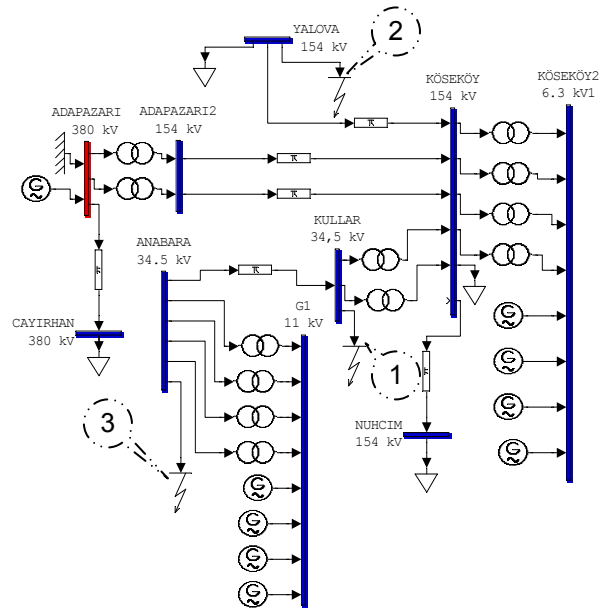 YALOVA
154 kV
2
KÖSEKÖY
154 kV
KÖSEKÖY2
6.3 kV1
ADAPAZARI
380 kV
ADAPAZARI2
154 kV
π
π
π
G
π
ANABARA
34.5 kV
π
KULLAR
34,5 kV
G1
11 kV
CAYIRHAN
380 kV
1
π
NUHCIM
154 kV
3
G
G
G
G
G
G
G
G